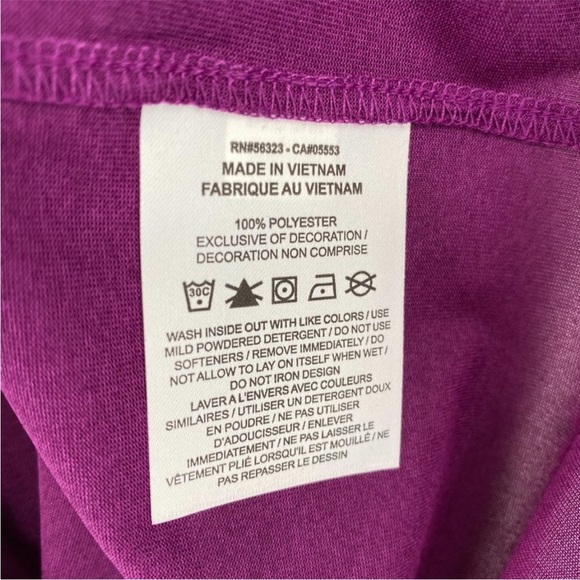 RN#56323 - CA#05553
MADE IN VIETNAM
FABRIQUE AU VIETNAM
100% POLYESTER
EXCLUSIVE OF DECORATION/
DECORATION NON COMPRISE
30C
WASH INSIDE OUT WITH LIKE COLORS / USE
MILD POWDERED DETERGENT / DO NOT USE
SOFTENERS / REMOVE IMMEDIATELY / DO
NOT ALLOW TO LAY ON ITSELF WHEN WET /
DO NOT IRON DESIGN
LAVER A L'ENVERS AVEC COULEURS
SIMILAIRES / UTILISER UN DETERGENT DOUX
EN POUDRE / NE PAS UTILISER
D'ADOUCISSEUR / ENLEVER
IMMEDIATEMENT / NE PAS LAISSER LE
VÊTEMENT PLIÉ LORSQU'IL EST MOUILLÉ / NE
PAS REPASSER LE DESSIN